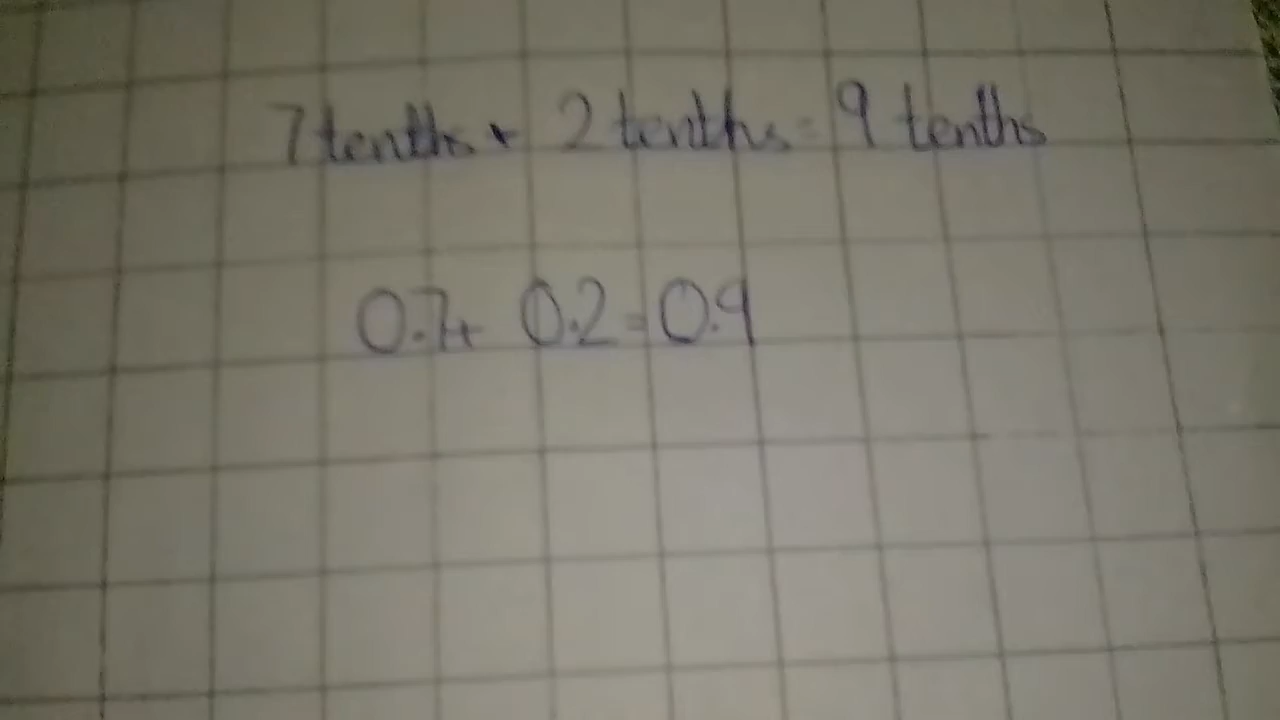 7 tenths + 2 tenths = 9 tenths
0.7+ 0.2 = 0.9